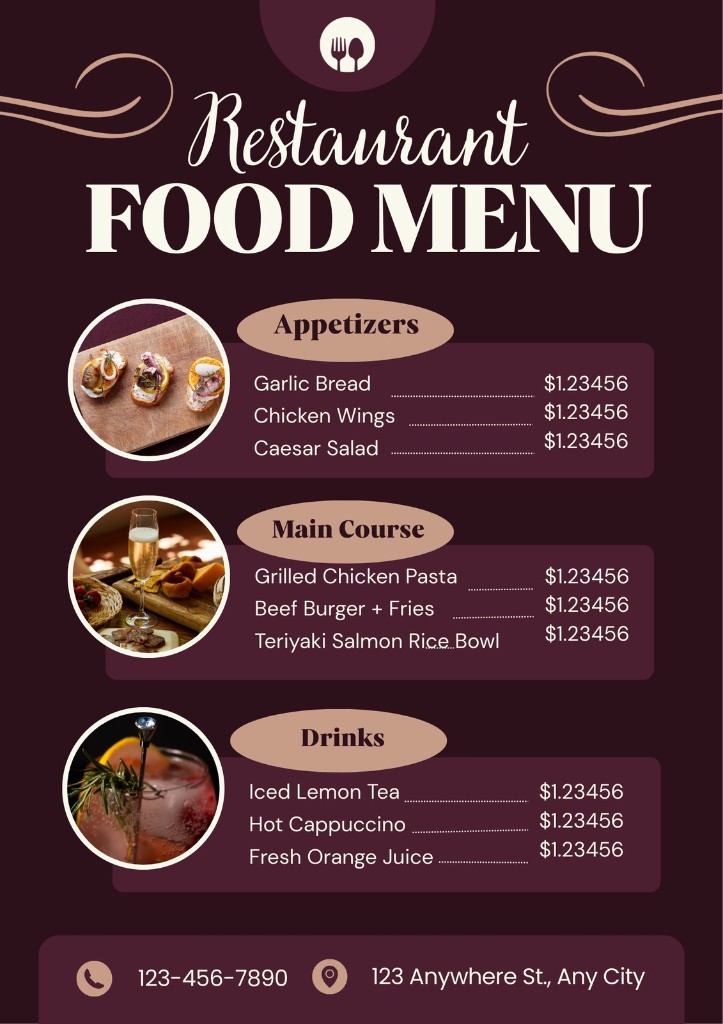 Restaurant
FOOD MENU
Appetizers
Garlic Bread $1.23456
Chicken Wings $1.23456
Caesar Salad $1.23456
Main Course
Grilled Chicken Pasta $1.23456
Beef Burger + Fries $1.23456
Teriyaki Salmon Rice Bowl $1.23456
Drinks
Iced Lemon Tea $1.23456
Hot Cappuccino $1.23456
Fresh Orange Juice $1.23456
123-456-7890 123 Anywhere St., Any City